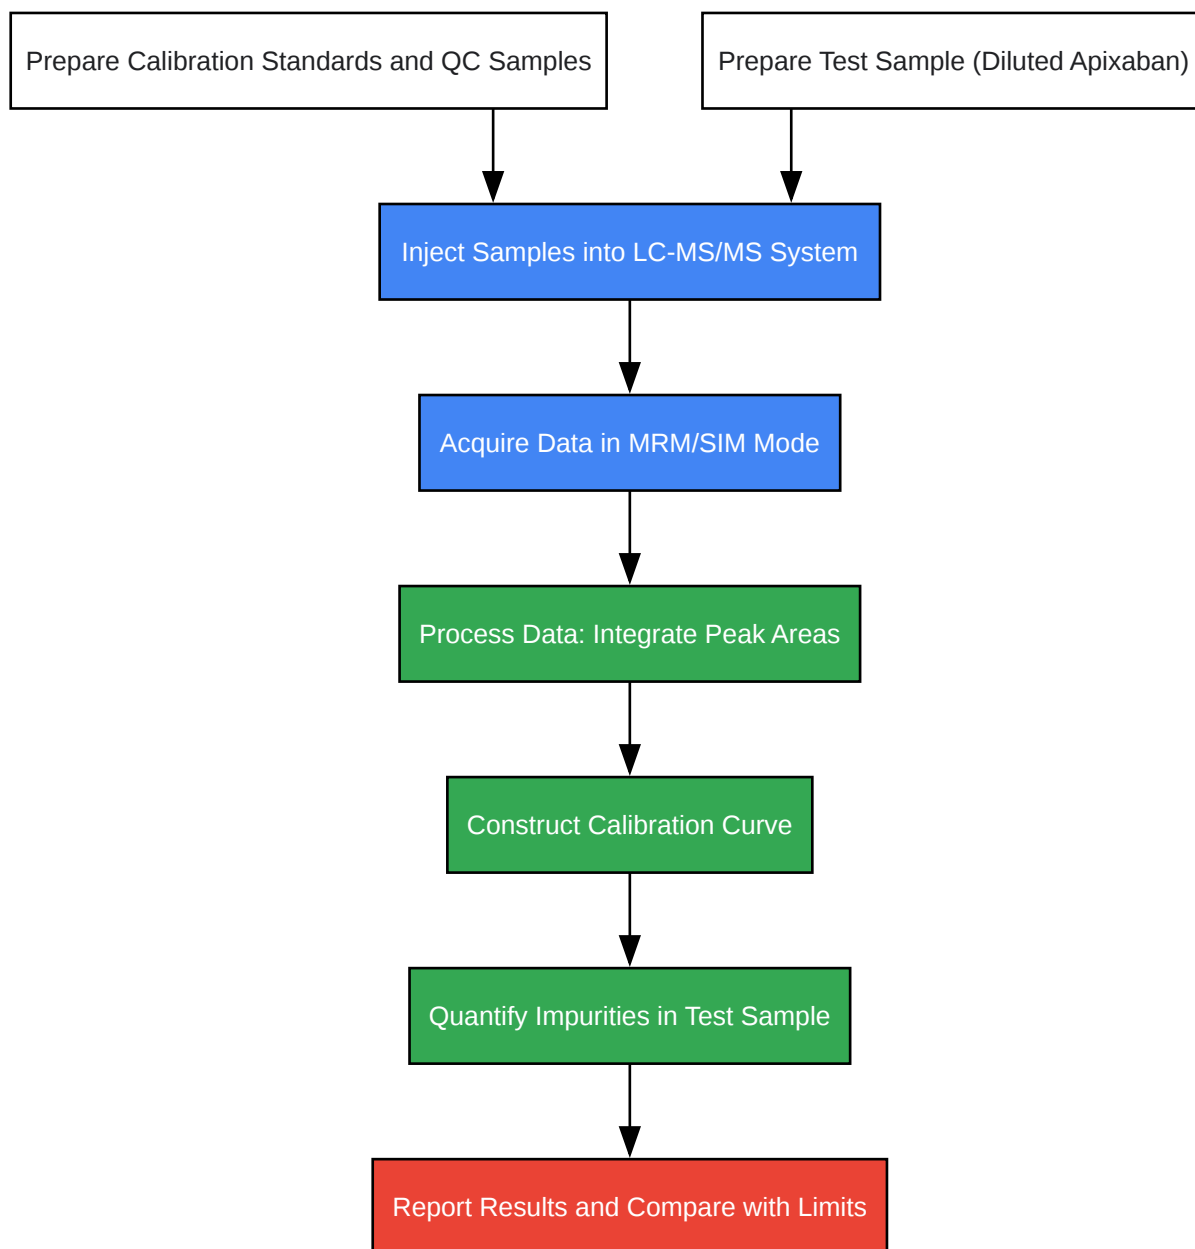 Prepare Calibration Standards and QC Samples
Prepare Test Sample (Diluted Apixaban)
Inject Samples into LC-MS/MS System
Acquire Data in MRM/SIM Mode
Process Data: Integrate Peak Areas
Construct Calibration Curve
Quantify Impurities in Test Sample
Report Results and Compare with Limits